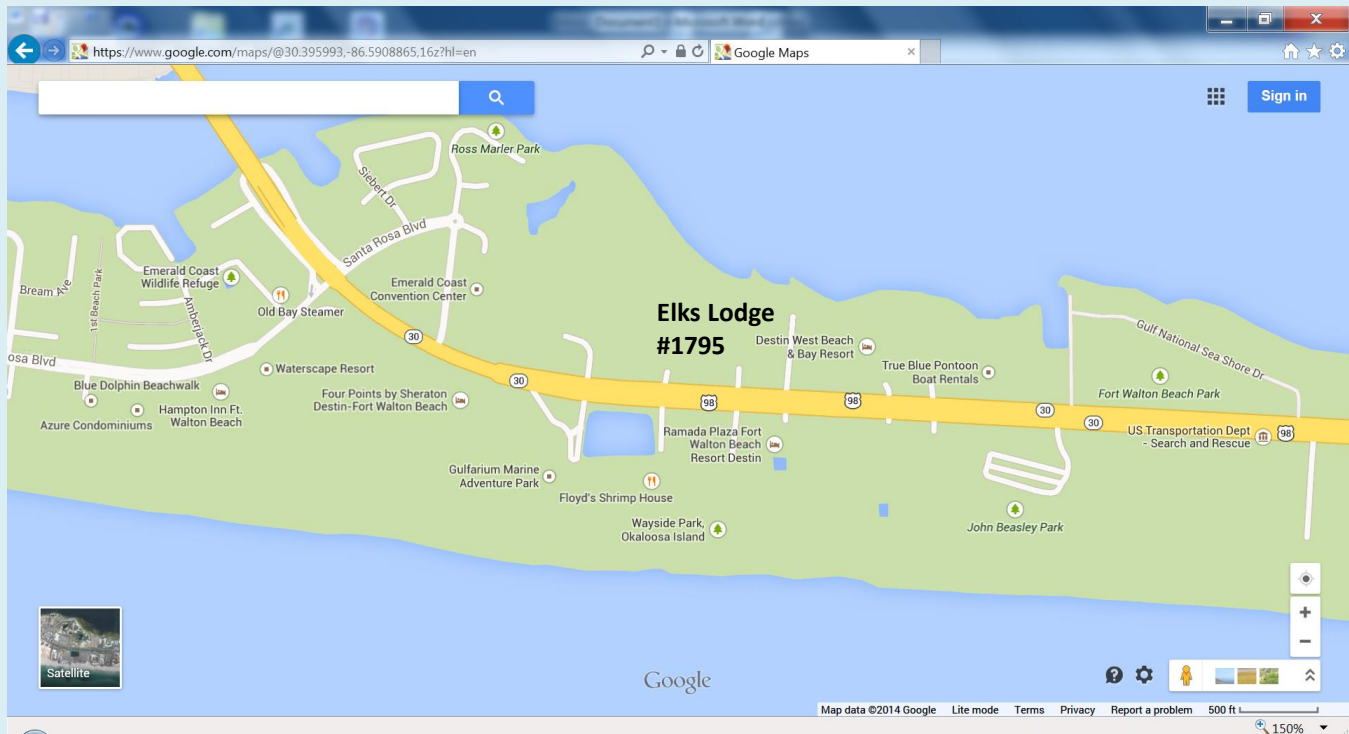 Document1 - Microsoft Word
https://www.google.com/maps/@30.395993,-86.5908865,16z?hl=en
Google Maps
Sign in
Ross Marler Park
Siebert Dr
Santa Rosa Blvd
Emerald Coast
Wildlife Refuge
Bream Ave
1st Beach Park
Amberjack Dr
Old Bay Steamer
Emerald Coast
Convention Center
Elks Lodge
#1795
Destin West Beach
& Bay Resort
True Blue Pontoon
Boat Rentals
Gulf National Sea Shore Dr
Fort Walton Beach Park
30
osa Blvd
Waterscape Resort
30
Blue Dolphin Beachwalk
Azure Condominiums
Hampton Inn Ft.
Walton Beach
Four Points by Sheraton
Destin-Fort Walton Beach
98
98
30
30
US Transportation Dept
- Search and Rescue
98
Ramada Plaza Fort
Walton Beach
Resort Destin
Gulfarium Marine
Adventure Park
Floyd's Shrimp House
Wayside Park,
Okaloosa Island
John Beasley Park
Satellite
Google
Map data ©2014 Google
Lite mode
Terms
Privacy
Report a problem
500 ft
150%